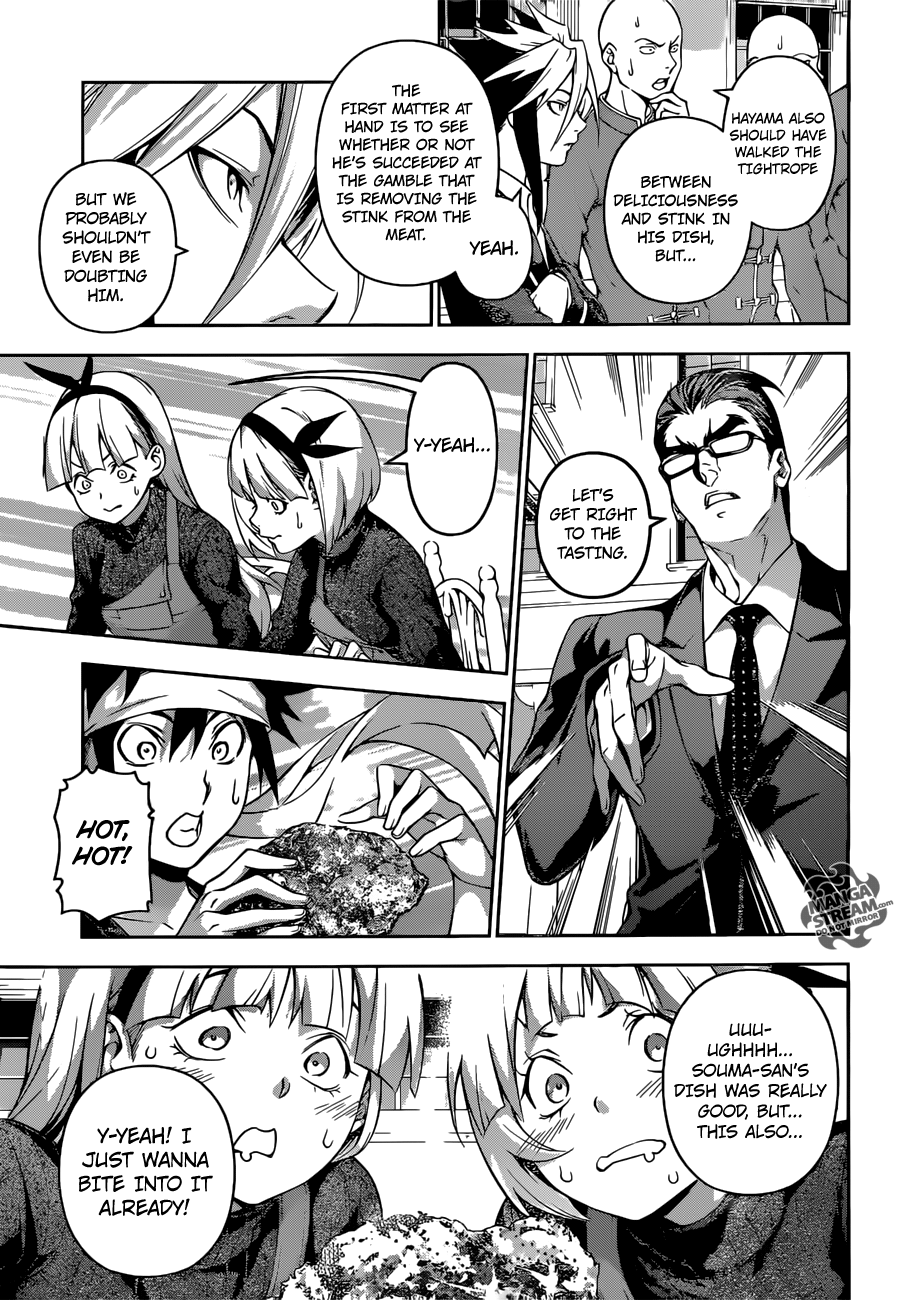 HAYAMA ALSO
SHOULD HAVE
WALKED THE
TIGHTROPE
BETWEEN
DELICIOUSNESS
AND STINK IN
HIS DISH,
BUT...
YEAH.
THE
FIRST MATTER AT
HAND IS TO SEE
WHETHER OR NOT
HE'S SUCCEEDED AT
THE GAMBLE THAT
IS REMOVING THE
STINK FROM THE
MEAT.
BUT WE
PROBABLY
SHOULDN'T
EVEN BE
DOUBTING
HIM.
LET'S
GET RIGHT
TO THE
TASTING.
Y-YEAH...
HOT,
HOT!
MANGA
STREAM.com
DO NOT MIRROR
UUU-
UGHHHH...
SOUMA-SAN'S
DISH WAS REALLY
GOOD, BUT...
THIS ALSO...
Y-YEAH! I
JUST WANNA
BITE INTO IT
ALREADY!